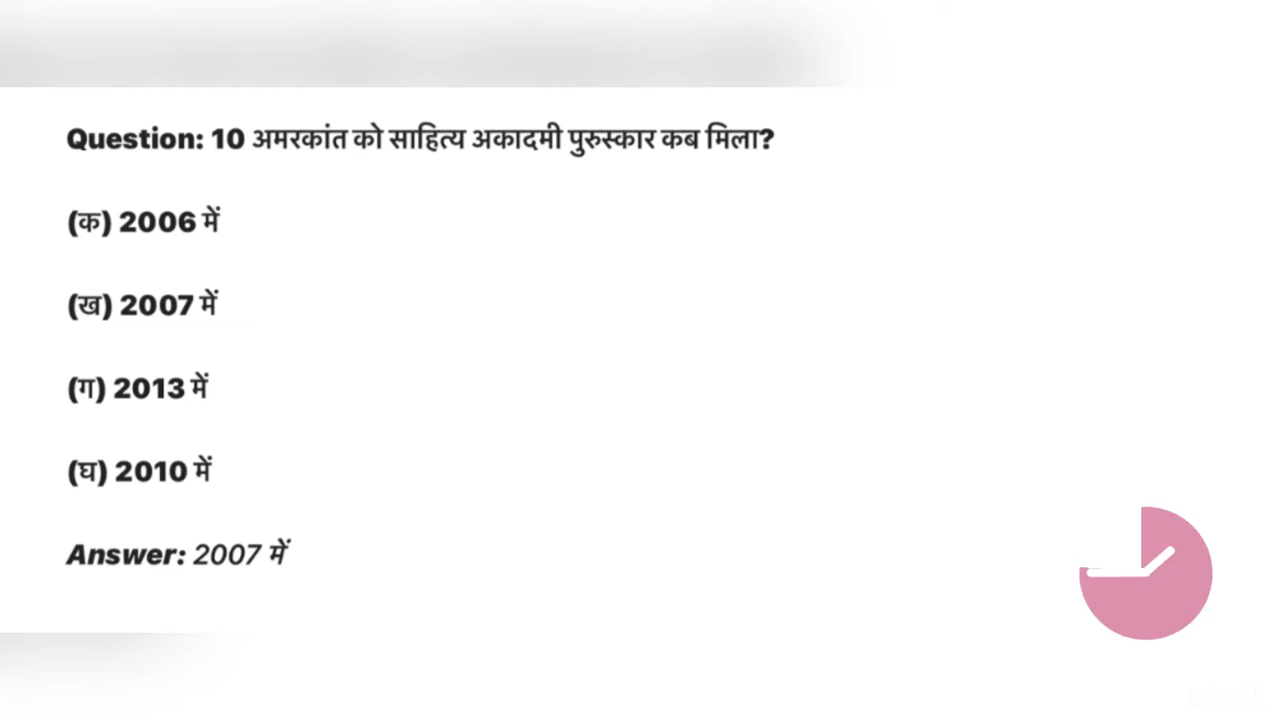 Question: 10 अमरकांत को साहित्य अकादमी पुरुस्कार कब मिला?
(क) 2006 में
(ख) 2007 में
(ग) 2013 में
(घ) 2010 में
Answer: 2007 में